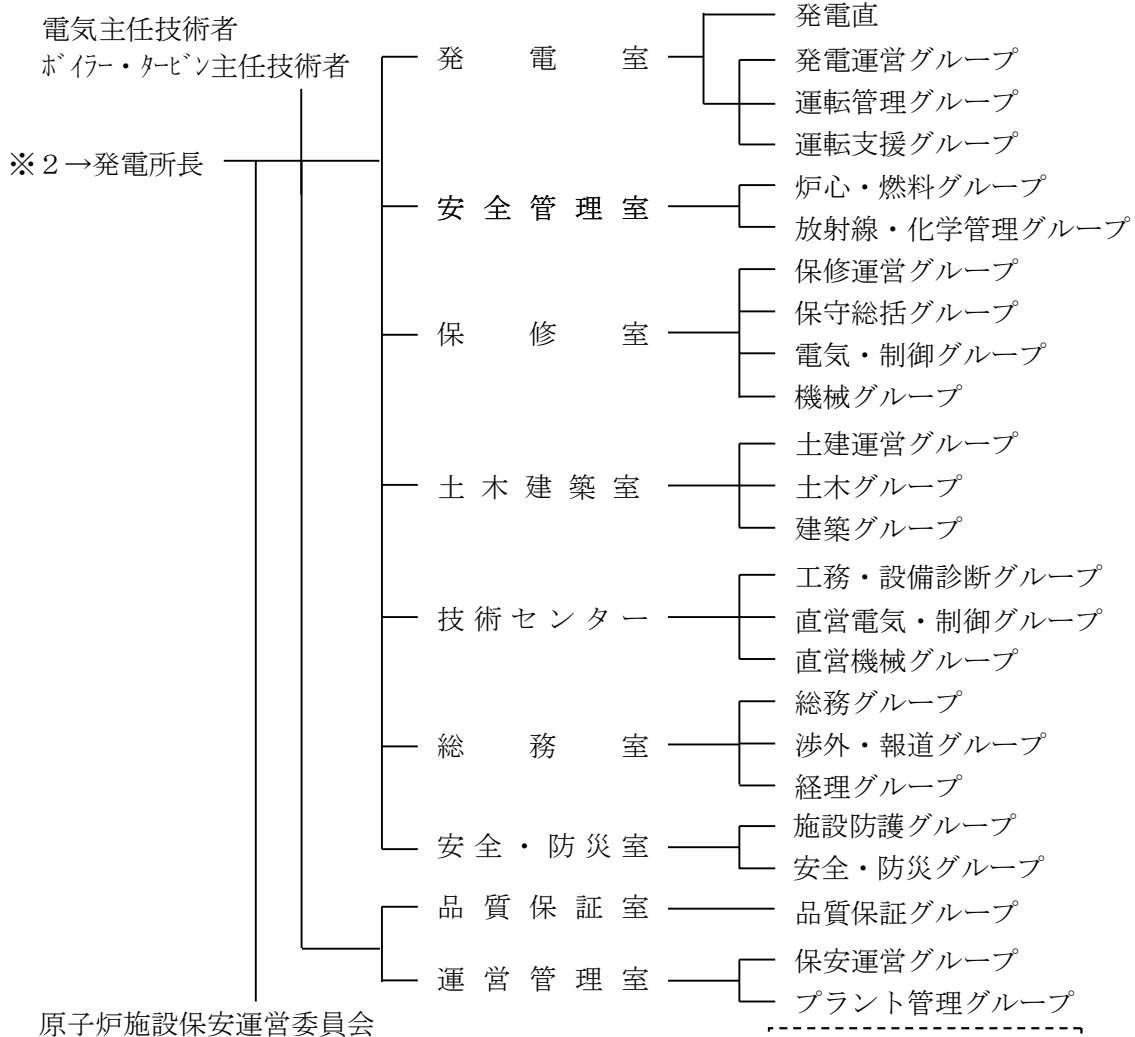 電気主任技術者
ﾎﾞｲﾗｰ・ﾀｰﾋﾞﾝ主任技術者
※２→発電所長
発電室
発電直
発電運営グループ
運転管理グループ
運転支援グループ
安全管理室
炉心・燃料グループ
放射線・化学管理グループ
保修室
保修運営グループ
保守総括グループ
電気・制御グループ
機械グループ
土木建築室
土建運営グループ
土木グループ
建築グループ
技術センター
工務・設備診断グループ
直営電気・制御グループ
直営機械グループ
総務室
総務グループ
渉外・報道グループ
経理グループ
安全・防災室
施設防護グループ
安全・防災グループ
品質保証室
品質保証グループ
運営管理室
保安運営グループ
プラント管理グループ
原子炉施設保安運営委員会